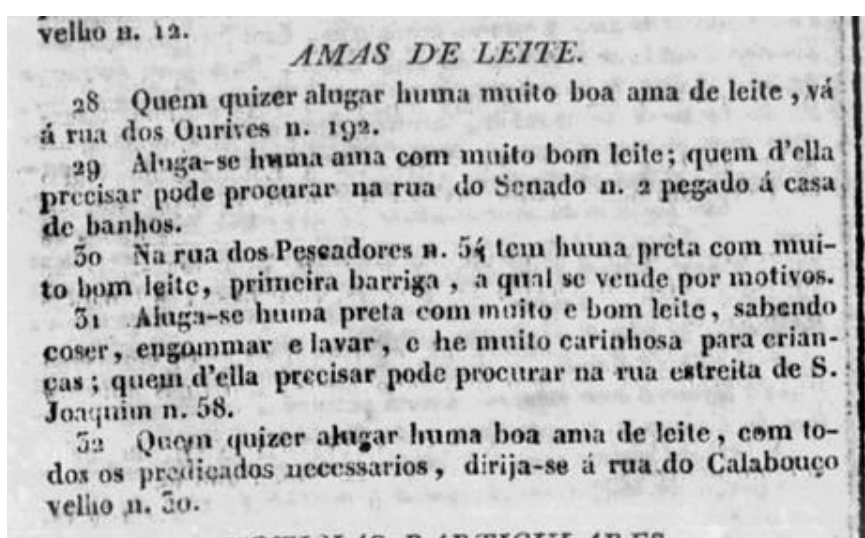 velho n. 12.
AMAS DE LEITE.
28 Quem quizer alugar huma muito boa ama de leite, vá
á rua dos Ourives n. 192.
29 Aluga-se huma ama com muito bom leite; quem d'ella
precisar pode procurar na rua do Senado n. 2 pegado á casa
de banhos.
30 Na rua dos Pescadores n. 54 tem huma preta com mui-
to bom leite, primeira barriga, a qual se vende por motivos.
31 Aluga-se huma preta com muito e bom leite, sabendo
coser, engommar e lavar, e he muito carinhosa para crian-
ças; quem d'ella precisar pode procurar na rua estreita de S.
Joaquim n. 58.
32 Quem quizer alugar huma boa ama de leite, com to-
dos os predicados necessarios, dirija-se á rua do Calabouço
velho n. 30.